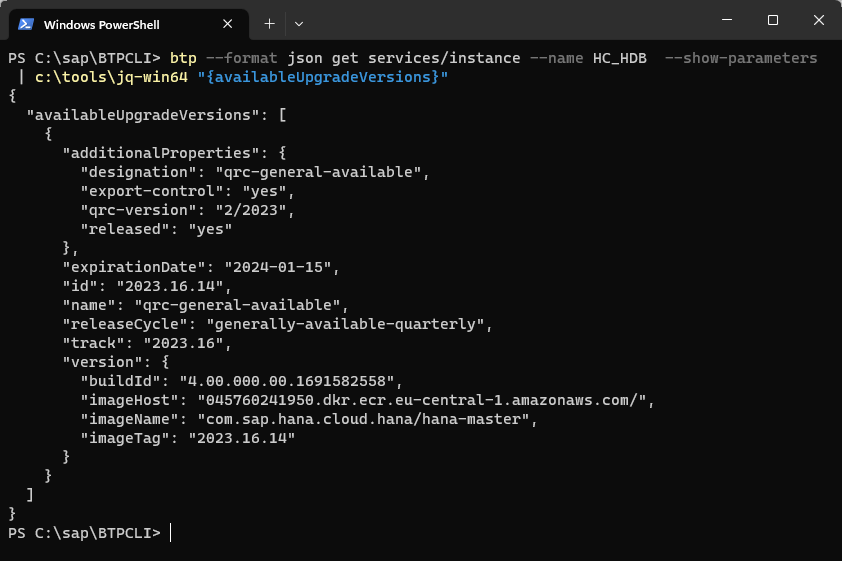 Windows PowerShell
PS C:\sap\BTPCLI> btp --format json get services/instance --name HC_HDB  --show-parameters
 | c:\tools\jq-win64 "{availableUpgradeVersions}"
{
  "availableUpgradeVersions": [
    {
      "additionalProperties": {
        "designation": "qrc-general-available",
        "export-control": "yes",
        "qrc-version": "2/2023",
        "released": "yes"
      },
      "expirationDate": "2024-01-15",
      "id": "2023.16.14",
      "name": "qrc-general-available",
      "releaseCycle": "generally-available-quarterly",
      "track": "2023.16",
      "version": {
        "buildId": "4.00.000.00.1691582558",
        "imageHost": "045760241950.dkr.ecr.eu-central-1.amazonaws.com/",
        "imageName": "com.sap.hana.cloud.hana/hana-master",
        "imageTag": "2023.16.14"
      }
    }
  ]
}
PS C:\sap\BTPCLI>